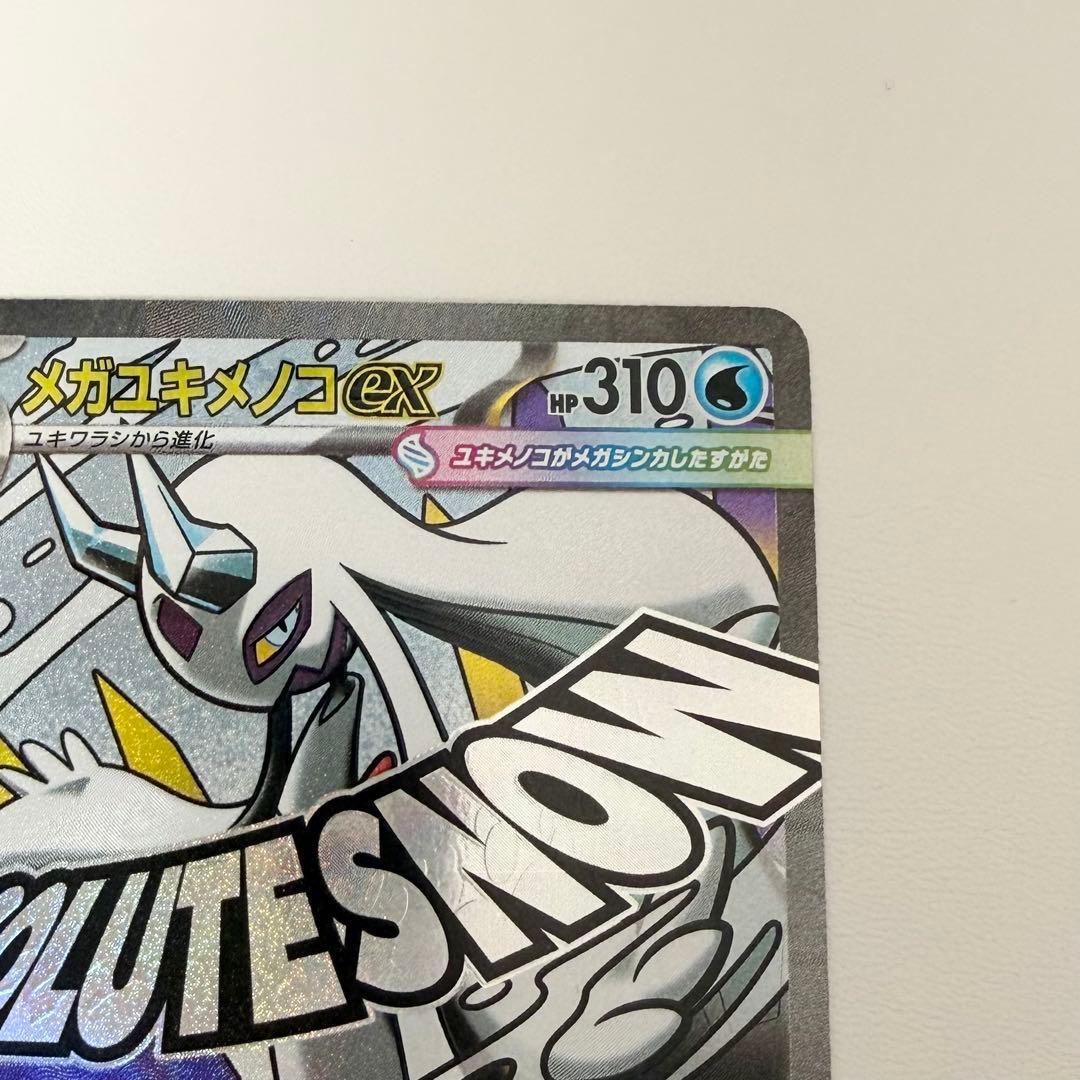 メガユキメノコex HP310
ユキワラシから進化
ユキメノコがメガシンカしたすがた
OLUTE SNOW